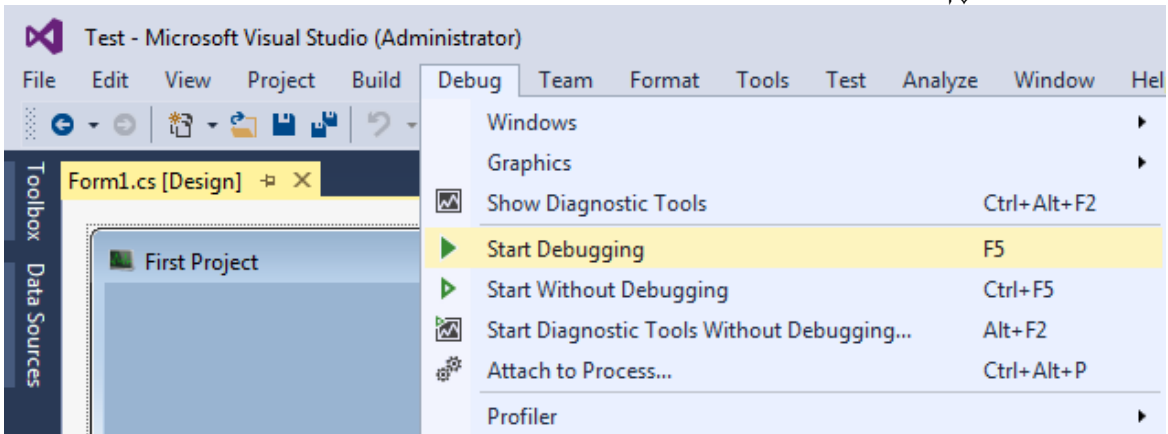 Test - Microsoft Visual Studio (Administrator)
File Edit View Project Build Debug Team Format Tools Test Analyze Window Hel
Windows
Graphics
Form1.cs [Design]
Show Diagnostic Tools Ctrl+Alt+F2
Toolbox
Start Debugging F5
First Project
Start Without Debugging Ctrl+F5
Data Sources
Start Diagnostic Tools Without Debugging... Alt+F2
Attach to Process... Ctrl+Alt+P
Profiler